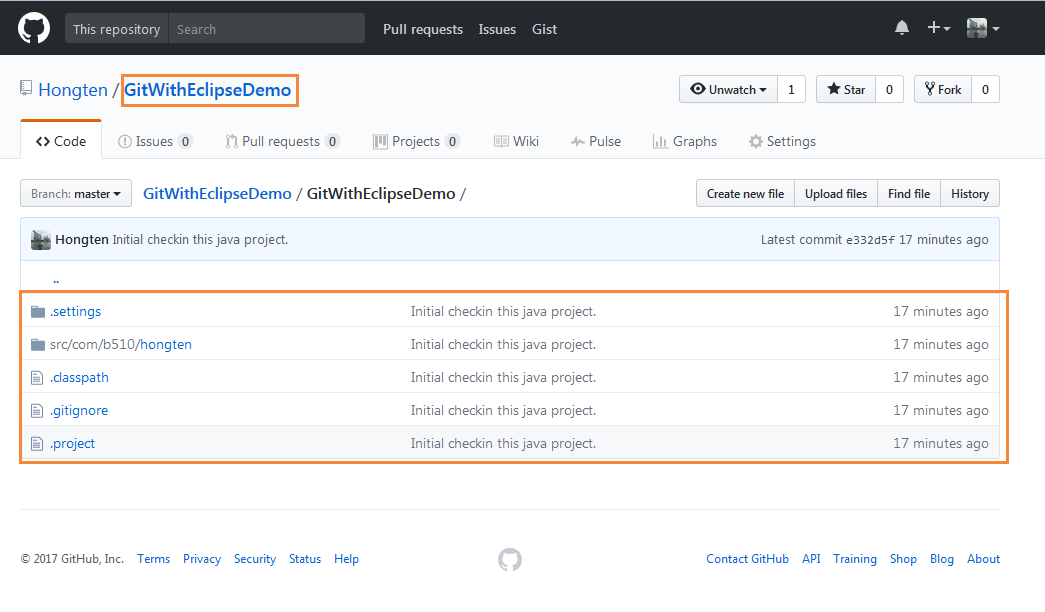 This repository Search Pull requests Issues Gist
Hongten / GitWithEclipseDemo Unwatch 1 Star 0 Fork 0
Code Issues 0 Pull requests 0 Projects 0 Wiki Pulse Graphs Settings
Branch: master GitWithEclipseDemo / GitWithEclipseDemo / Create new file Upload files Find file History
Hongten Initial checkin this java project. Latest commit e332d5f 17 minutes ago
..
.settings Initial checkin this java project. 17 minutes ago
src/com/b510/hongten Initial checkin this java project. 17 minutes ago
.classpath Initial checkin this java project. 17 minutes ago
.gitignore Initial checkin this java project. 17 minutes ago
.project Initial checkin this java project. 17 minutes ago
© 2017 GitHub, Inc. Terms Privacy Security Status Help Contact GitHub API Training Shop Blog About